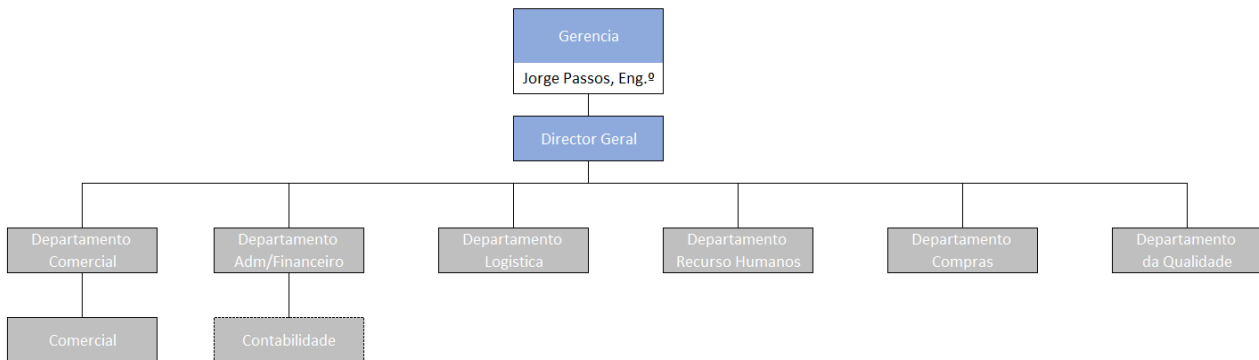 Gerencia
Jorge Passos, Eng.º
Director Geral
Departamento
Comercial
Departamento
Adm/Financeiro
Departamento
Logistica
Departamento
Recurso Humanos
Departamento
Compras
Departamento
da Qualidade
Comercial
Contabilidade